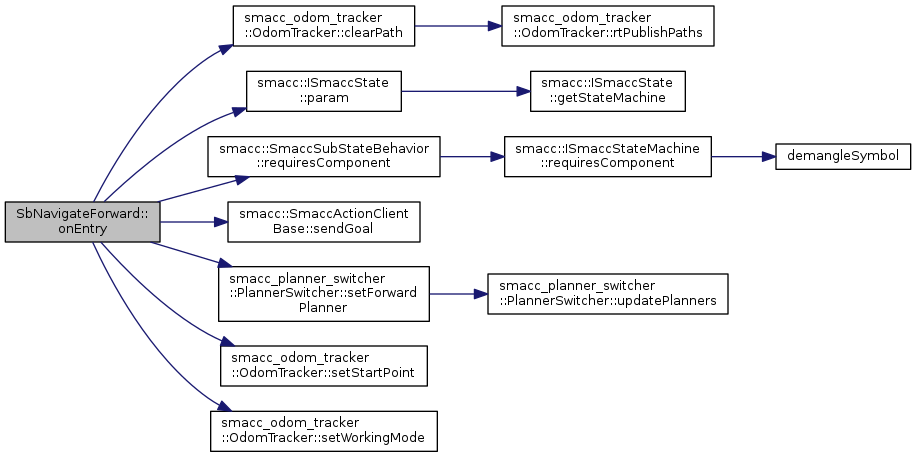 smacc_odom_tracker
::OdomTracker::clearPath
smacc_odom_tracker
::OdomTracker::rtPublishPaths
smacc::ISmaccState
::param
smacc::ISmaccState
::getStateMachine
smacc::SmaccSubStateBehavior
::requiresComponent
smacc::ISmaccStateMachine
::requiresComponent
demangleSymbol
SbNavigateForward::
onEntry
smacc::SmaccActionClient
Base::sendGoal
smacc_planner_switcher
::PlannerSwitcher::setForward
Planner
smacc_planner_switcher
::PlannerSwitcher::updatePlanners
smacc_odom_tracker
::OdomTracker::setStartPoint
smacc_odom_tracker
::OdomTracker::setWorkingMode